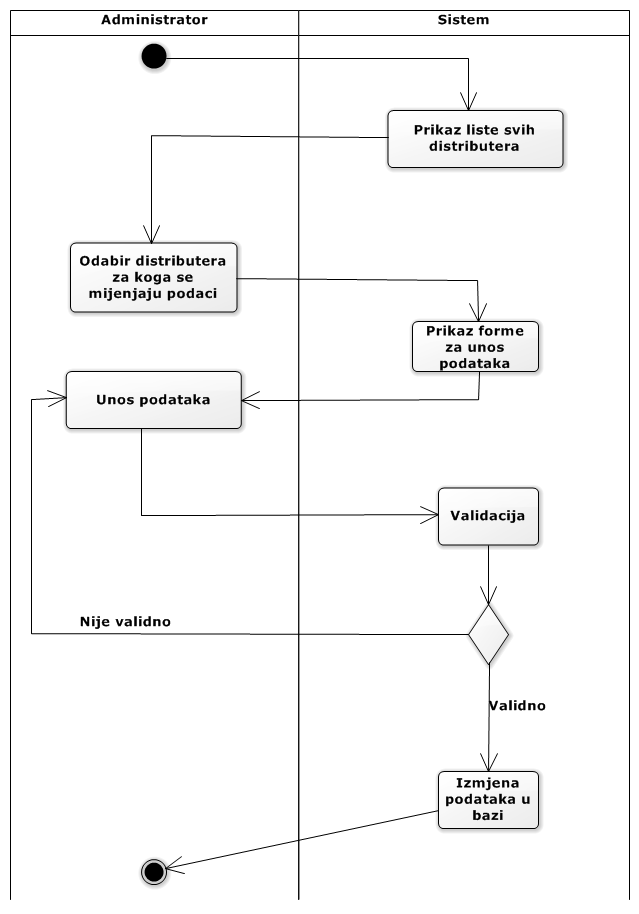 Administrator
Sistem
Prikaz liste svih
distributera
Odabir distributera
za koga se
mijenjaju podaci
Prikaz forme
za unos
podataka
Unos podataka
Validacija
Nije validno
Validno
Izmjena
podataka u
bazi